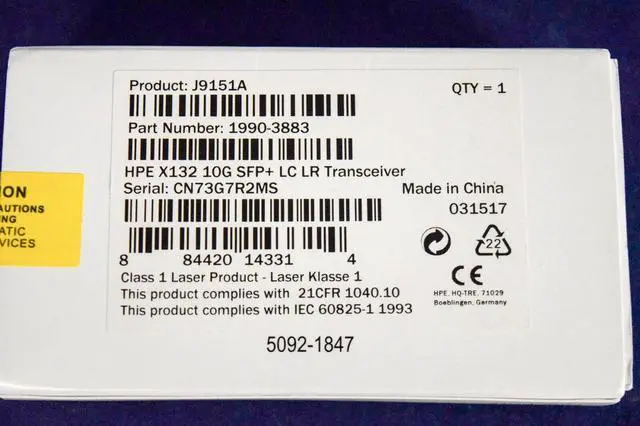 Product: J9151A
QTY = 1
Part Number: 1990-3883
HPE X132 10G SFP+ LC LR Transceiver
Serial: CN73G7R2MS
Made in China
031517
8 84420 14331 4
22
CE
Class 1 Laser Product - Laser Klasse 1
HPE, HQ-TRE, 71029
This product complies with 21CFR 1040.10
Boeblingen, Germany
This product complies with IEC 60825-1 1993
5092-1847
ON
AUTIONS
ING
ATIC
VICES